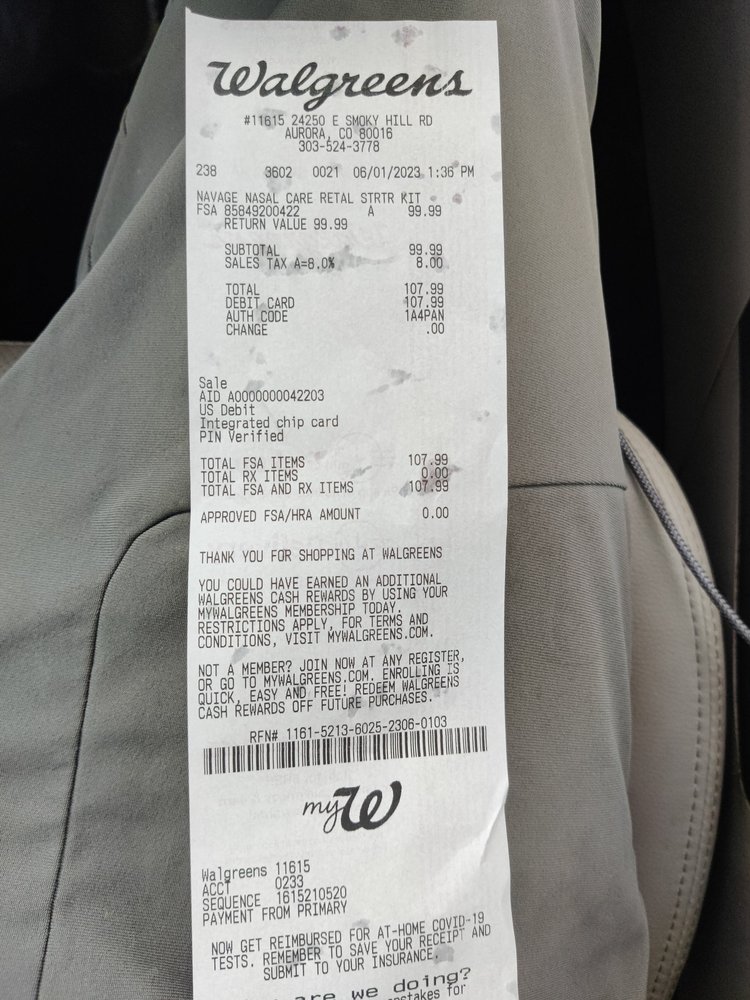 Walgreens
#11615 24250 E SMOKY HILL RD
AURORA, CO 80016
303-524-3778
238 3602 0021 06/01/2023 1:36 PM
NAVAGE NASAL CARE RETAL STRTR KIT
FSA 85849200422 A 99.99
RETURN VALUE 99.99
SUBTOTAL 99.99
SALES TAX A=8.0% 8.00
TOTAL 107.99
DEBIT CARD 107.99
AUTH CODE 1A4PAN
CHANGE .00
Sale
AID A0000000042203
US Debit
Integrated chip card
PIN Verified
TOTAL FSA ITEMS 107.99
TOTAL RX ITEMS 0.00
TOTAL FSA AND RX ITEMS 107.99
APPROVED FSA/HRA AMOUNT 0.00
THANK YOU FOR SHOPPING AT WALGREENS
YOU COULD HAVE EARNED AN ADDITIONAL
WALGREENS CASH REWARDS BY USING YOUR
MYWALGREENS MEMBERSHIP TODAY.
RESTRICTIONS APPLY, FOR TERMS AND
CONDITIONS, VISIT MYWALGREENS.COM.
NOT A MEMBER? JOIN NOW AT ANY REGISTER,
OR GO TO MYWALGREENS.COM. ENROLLING IS
QUICK, EASY AND FREE! REDEEM WALGREENS
CASH REWARDS OFF FUTURE PURCHASES.
RFN# 1161-5213-6025-2306-0103
myW
Walgreens 11615
ACCT 0233
SEQUENCE 1615210520
PAYMENT FROM PRIMARY
NOW GET REIMBURSED FOR AT-HOME COVID-19
TESTS. REMEMBER TO SAVE YOUR RECEIPT AND
SUBMIT TO YOUR INSURANCE.
are we doing?
for